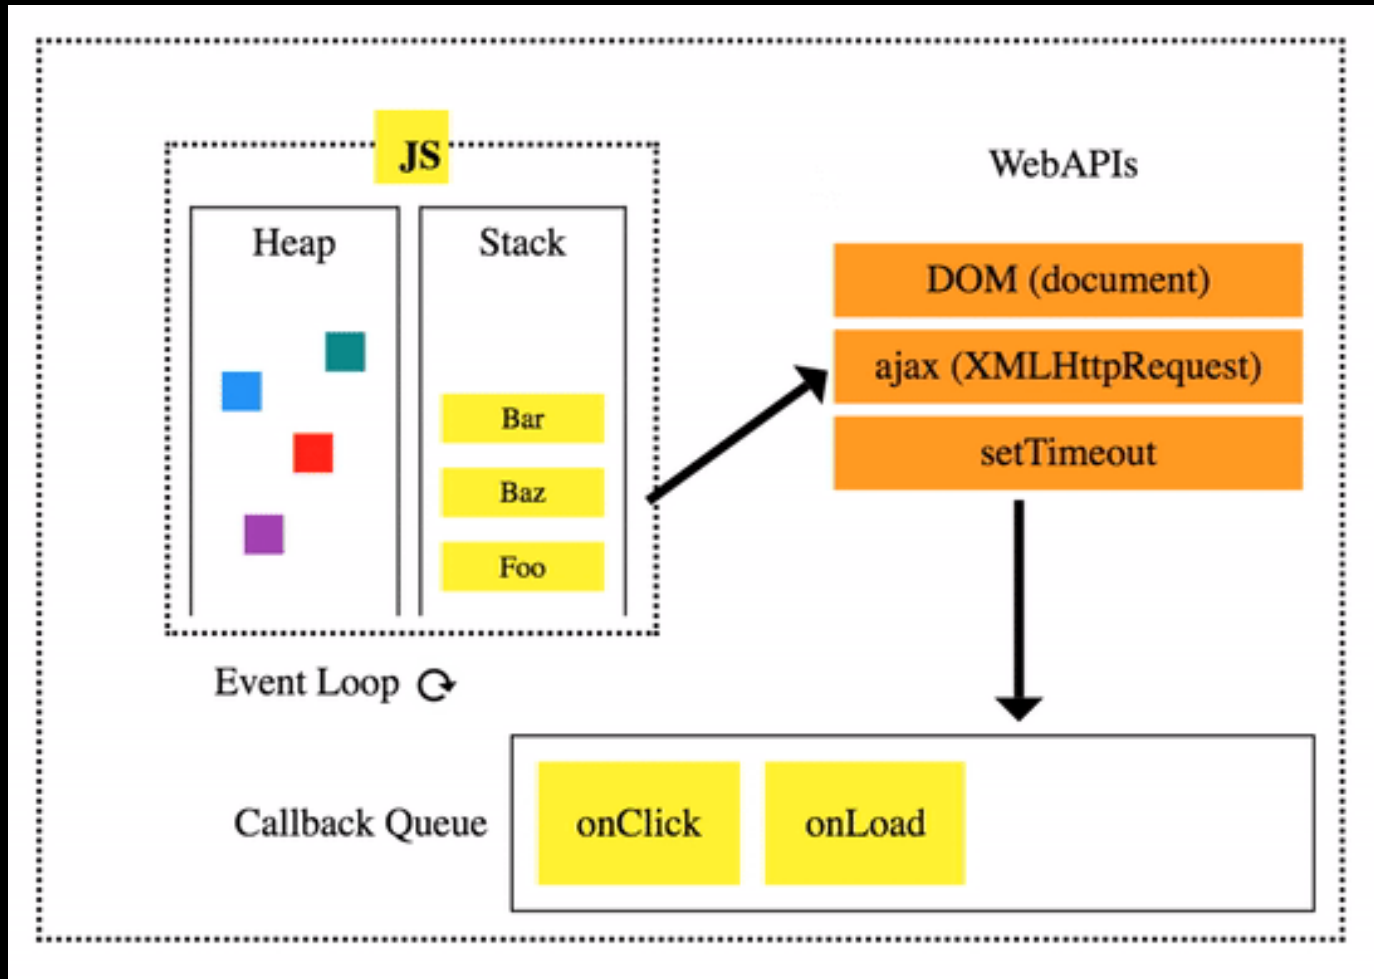 JS
Heap
Stack
Bar
Baz
Foo
WebAPIs
DOM (document)
ajax (XMLHttpRequest)
setTimeout
Event Loop
Callback Queue
onClick
onLoad